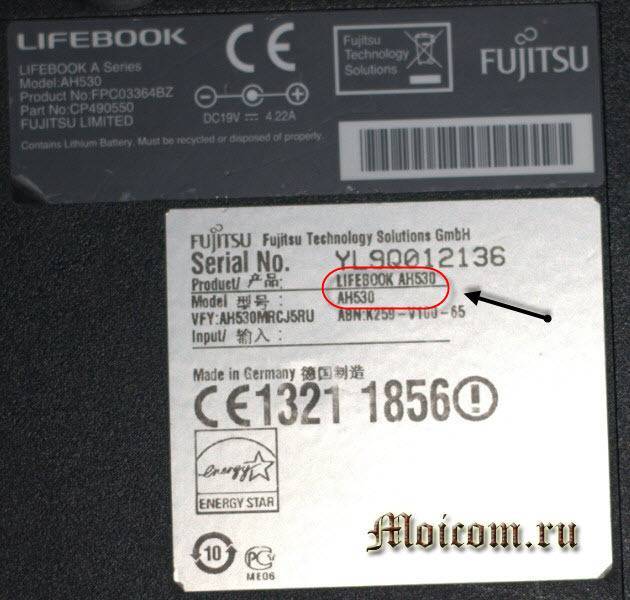 LIFEBOOK
LIFEBOOK A Series
Model:AH530
Product No:FPC03364BZ
Part No:CP490550
FUJITSU LIMITED
Contains Lithium Battery. Must be recycled or disposed of properly.
CE
DC19V 4.22A
Fujitsu
Technology
Solutions
FUJITSU
FUJITSU Fujitsu Technology Solutions GmbH
Serial No. YL9Q012136
Product/ 产品: LIFEBOOK AH530
Model 型号: AH530
VFY:AH530MRCJ5RU ABN:K259-V100-65
Input/ 输入:
Made in Germany 德国制造
CE1321 1856
energy
ENERGY STAR
10
PC
ME06
Moicom.ru